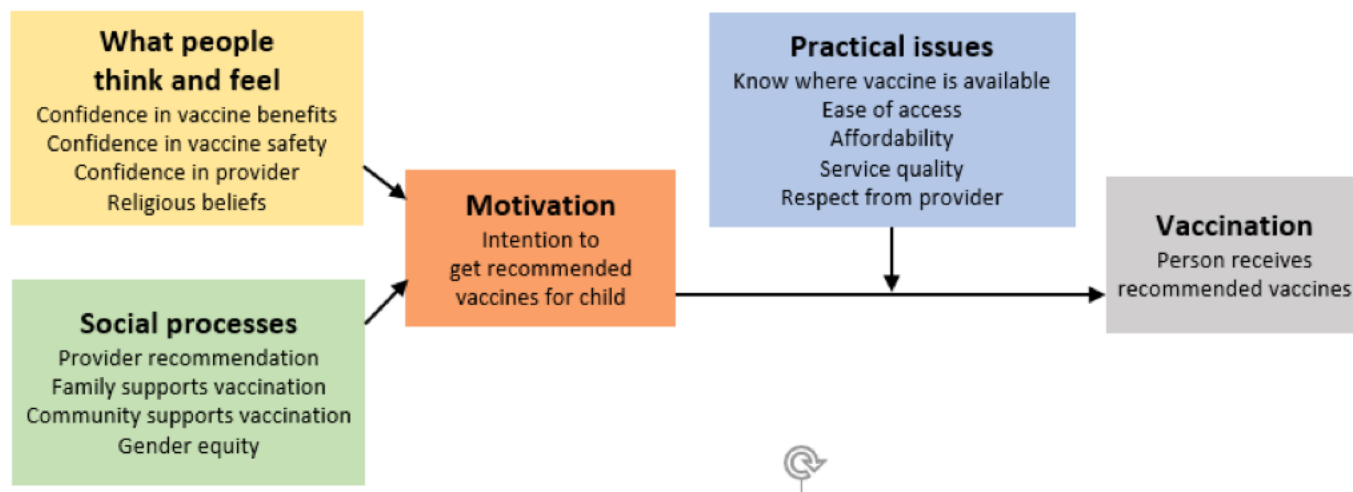 What people
think and feel
Confidence in vaccine benefits
Confidence in vaccine safety
Confidence in provider
Religious beliefs
Social processes
Provider recommendation
Family supports vaccination
Community supports vaccination
Gender equity
Motivation
Intention to
get recommended
vaccines for child
Practical issues
Know where vaccine is available
Ease of access
Affordability
Service quality
Respect from provider
Vaccination
Person receives
recommended vaccines